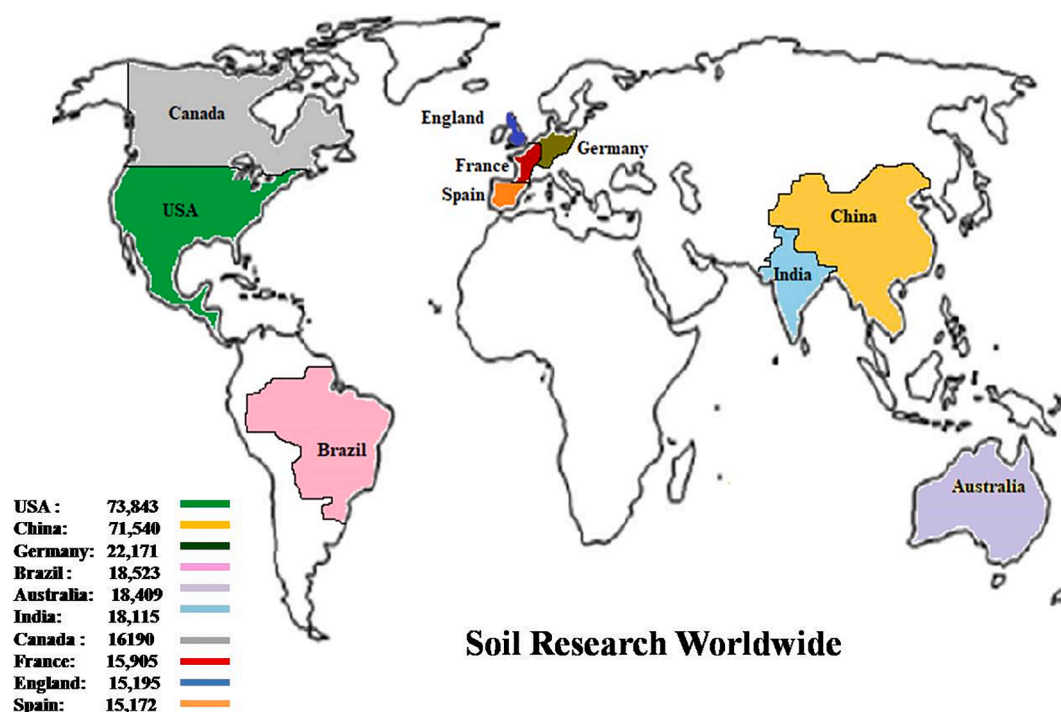 Canada
England
France
Germany
Spain
USA
China
India
Brazil
Australia
USA : 73,843
China: 71,540
Germany: 22,171
Brazil : 18,523
Australia: 18,409
India: 18,115
Canada : 16190
France: 15,905
England: 15,195
Spain: 15,172
Soil Research Worldwide